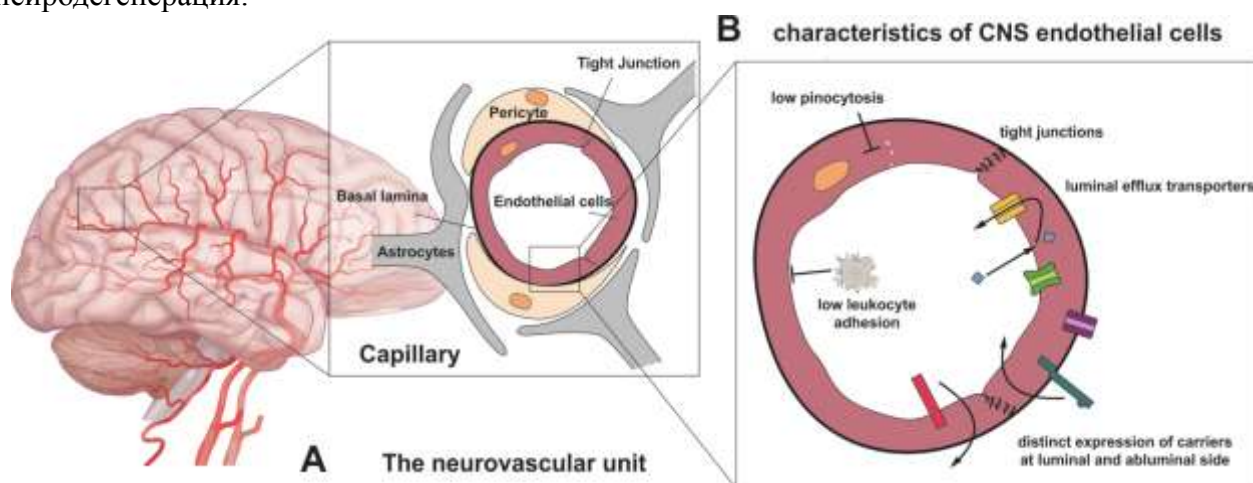 нейродегенерация.
B characteristics of CNS endothelial cells
Tight Junction
Pericyte
Basal lamina
Endothelial cells
Astrocytes
Capillary
A The neurovascular unit
low pinocytosis
tight junctions
luminal efflux transporters
low leukocyte
adhesion
distinct expression of carriers
at luminal and abluminal side